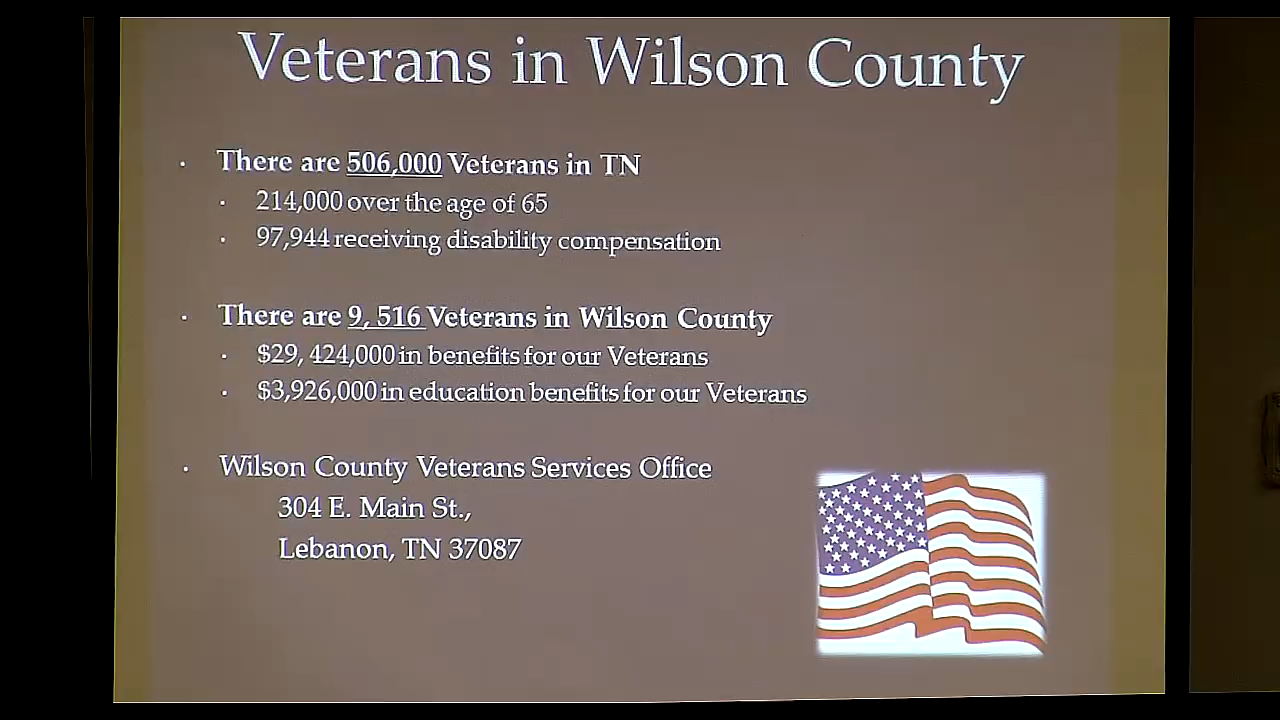 Veterans in Wilson County
· There are 506,000 Veterans in TN
· 214,000 over the age of 65
· 97,944 receiving disability compensation
· There are 9, 516 Veterans in Wilson County
· $29, 424,000 in benefits for our Veterans
· $3,926,000 in education benefits for our Veterans
· Wilson County Veterans Services Office
304 E. Main St.,
Lebanon, TN 37087